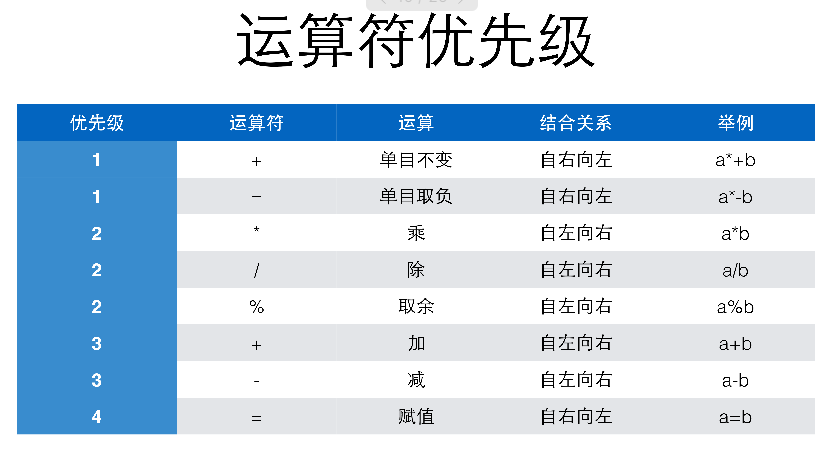 运算符优先级
优先级 运算符 运算 结合关系 举例
1 + 单目不变 自右向左 a*+b
1 - 单目取负 自右向左 a*-b
2 * 乘 自左向右 a*b
2 / 除 自左向右 a/b
2 % 取余 自左向右 a%b
3 + 加 自左向右 a+b
3 - 减 自左向右 a-b
4 = 赋值 自右向左 a=b